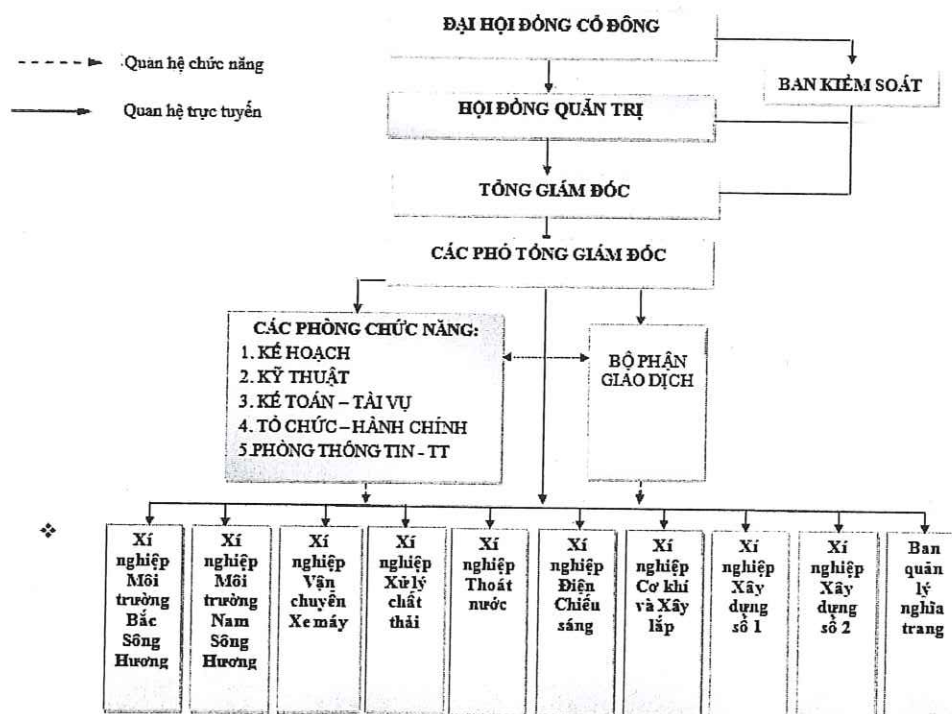 ĐẠI HỘI ĐỒNG CỔ ĐÔNG
Quan hệ chức năng
BAN KIỂM SOÁT
Quan hệ trực tuyến
HỘI ĐỒNG QUẢN TRỊ
TỔNG GIÁM ĐỐC
CÁC PHÓ TỔNG GIÁM ĐỐC
CÁC PHÒNG CHỨC NĂNG:
1. KẾ HOẠCH
2. KỸ THUẬT
3. KẾ TOÁN – TÀI VỤ
4. TỔ CHỨC – HÀNH CHÍNH
5.PHÒNG THÔNG TIN - TT
BỘ PHẬN
GIAO DỊCH
Xí
nghiệp
Môi
trường
Bắc
Sông
Hương
Xí
nghiệp
Môi
trường
Nam
Sông
Hương
Xí
nghiệp
Vận
chuyển
Xe máy
Xí
nghiệp
Xử lý
chất
thải
Xí
nghiệp
Thoát
nước
Xí
nghiệp
Điện
Chiếu
sáng
Xí
nghiệp
Cơ khí
và Xây
lắp
Xí
nghiệp
Xây
dựng
số 1
Xí
nghiệp
Xây
dựng
số 2
Ban
quản
lý
nghĩa
trang